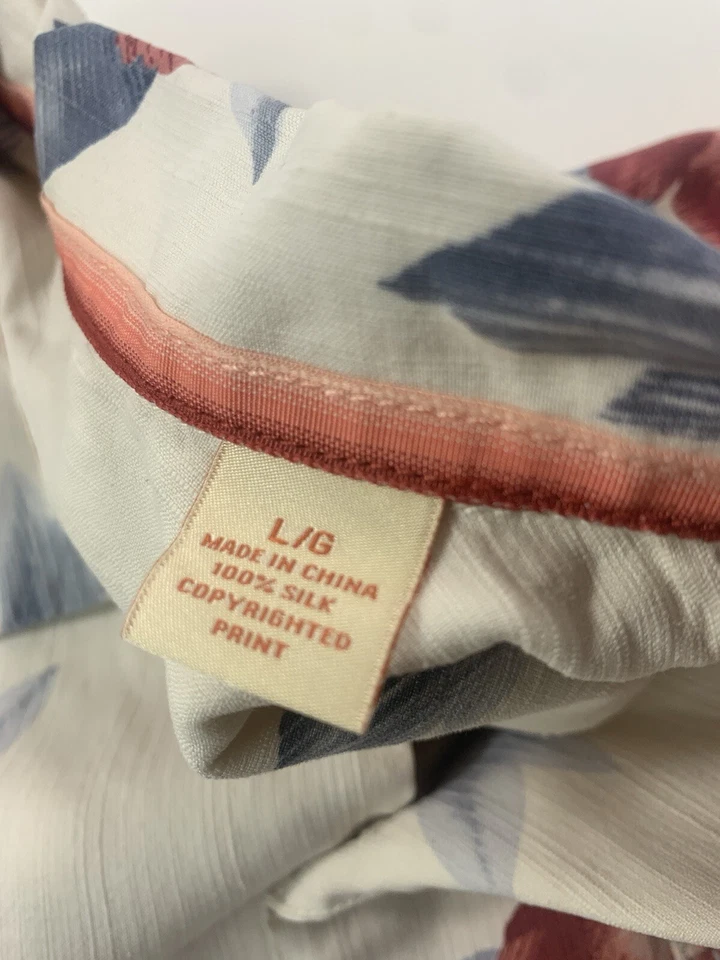 L/G
MADE IN CHINA
100% SILK
COPYRIGHTED
PRINT